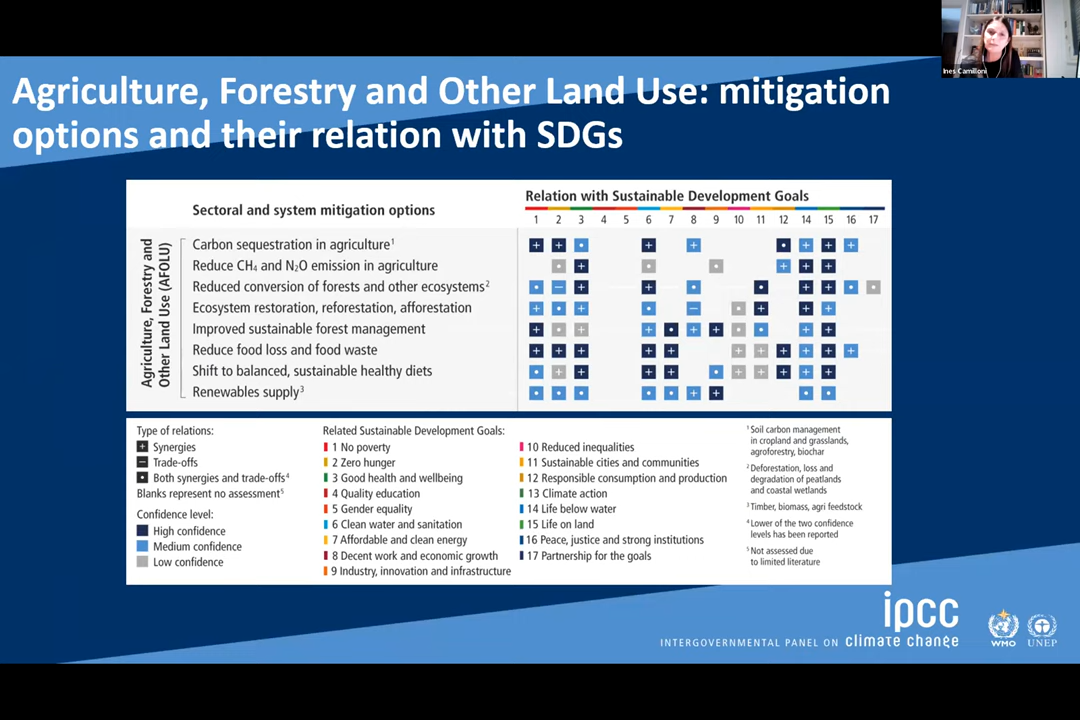 Ines Camilloni
Agriculture, Forestry and Other Land Use: mitigation
options and their relation with SDGs
Relation with Sustainable Development Goals
Sectoral and system mitigation options
1 2 3 4 5 6 7 8 9 10 11 12 14 15 16 17
Agriculture, Forestry and
Other Land Use (AFOLU)
Carbon sequestration in agriculture¹
Reduce CH₄ and N₂O emission in agriculture
Reduced conversion of forests and other ecosystems²
Ecosystem restoration, reforestation, afforestation
Improved sustainable forest management
Reduce food loss and food waste
Shift to balanced, sustainable healthy diets
Renewables supply³
Type of relations:
+ Synergies
− Trade-offs
• Both synergies and trade-offs⁴
Blanks represent no assessment⁵
Confidence level:
High confidence
Medium confidence
Low confidence
Related Sustainable Development Goals:
1 No poverty
2 Zero hunger
3 Good health and wellbeing
4 Quality education
5 Gender equality
6 Clean water and sanitation
7 Affordable and clean energy
8 Decent work and economic growth
9 Industry, innovation and infrastructure
10 Reduced inequalities
11 Sustainable cities and communities
12 Responsible consumption and production
13 Climate action
14 Life below water
15 Life on land
16 Peace, justice and strong institutions
17 Partnership for the goals
¹ Soil carbon management
in cropland and grasslands,
agroforestry, biochar
² Deforestation, loss and
degradation of peatlands
and coastal wetlands
³ Timber, biomass, agri feedstock
⁴ Lower of the two confidence
levels has been reported
⁵ Not assessed due
to limited literature
ipcc
INTERGOVERNMENTAL PANEL ON climate change
WMO
UNEP